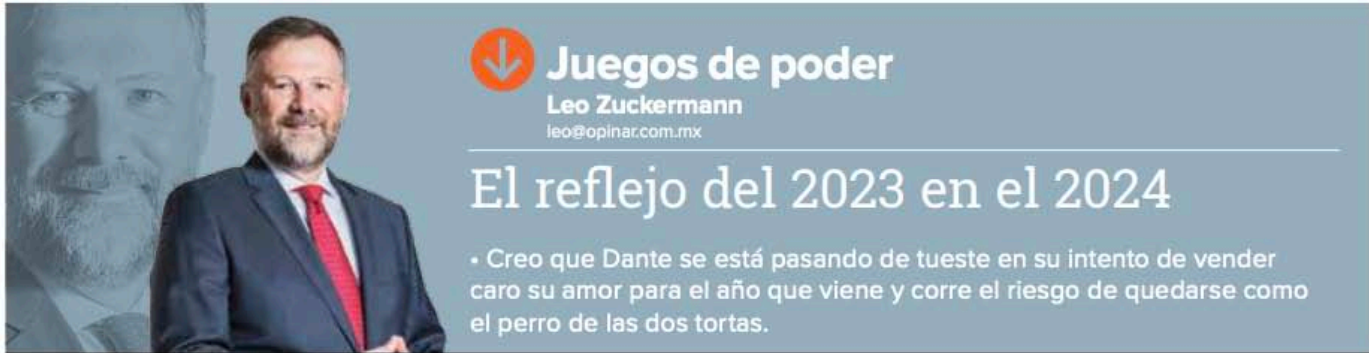 Juegos de poder
Leo Zuckermann
leo@opinar.com.mx
El reflejo del 2023 en el 2024
• Creo que Dante se está pasando de tueste en su intento de vender
caro su amor para el año que viene y corre el riesgo de quedarse como
el perro de las dos tortas.